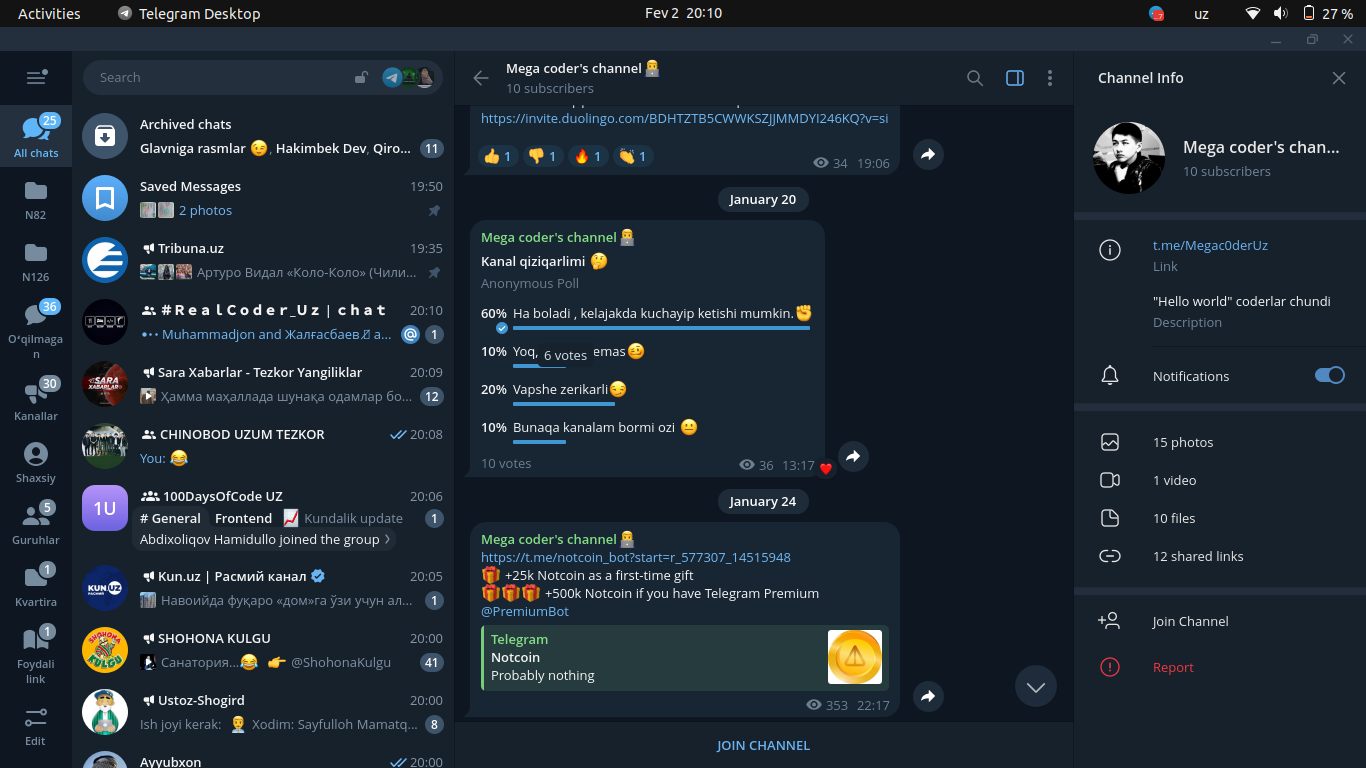 Activities
Telegram Desktop
Fev 2 20:10
uz
27 %
Search
25
All chats
N82
N126
36
Oʻqilmagan
30
Kanallar
Shaxsiy
5
Guruhlar
1
Kvartira
1
Foydali link
Edit
Archived chats
Glavniga rasmlar 😉, Hakimbek Dev, Qiro...
11
Saved Messages
19:50
2 photos
Tribuna.uz
19:35
Артуро Видал «Коло-Коло» (Чили...
#RealCoder_Uz | chat
20:10
Muhammadjon and Жалғасбаев a...
@
1
Sara Xabarlar - Tezkor Yangiliklar
20:09
Ҳамма маҳаллада шунақа одамлар бо...
12
CHINOBOD UZUM TEZKOR
20:08
You: 😂
1U
100DaysOfCode UZ
20:06
# General Frontend 📈 Kundalik update
1
Abdixoliqov Hamidullo joined the group
KUN UZ
Kun.uz | Расмий канал
20:05
Навоийда фуқаро «дом»га ўзи учун ал...
1
SHOHONA KULGU
SHOHONA KULGU
20:00
Санатория...😂 👉 @ShohonaKulgu
41
Ustoz-Shogird
20:00
Ish joyi kerak: 👨‍💼 Xodim: Sayfulloh Mamatq...
8
Ayyubxon
20:00
Mega coder's channel👨🏻‍💻
10 subscribers
https://invite.duolingo.com/BDHTZTB5CWWKSZJJMMDYI246KQ?v=si
👍 1 👎 1 🔥 1 👏 1
34 19:06
January 20
Mega coder's channel👨🏻‍💻
Kanal qiziqarlimi 🤔
Anonymous Poll
60% Ha boladi , kelajakda kuchayip ketishi mumkin.✊
10% Yoq, emas🥴
6 votes
20% Vapshe zerikarli😏
10% Bunaqa kanalam bormi ozi 😐
10 votes
36 13:17
January 24
Mega coder's channel👨🏻‍💻
https://t.me/notcoin_bot?start=r_577307_14515948
🎁 +25k Notcoin as a first-time gift
🎁🎁🎁 +500k Notcoin if you have Telegram Premium
@PremiumBot
Telegram
Notcoin
Probably nothing
353 22:17
JOIN CHANNEL
Channel Info
Mega coder's chan...
10 subscribers
t.me/Megac0derUz
Link
"Hello world" coderlar chundi
Description
Notifications
15 photos
1 video
10 files
12 shared links
Join Channel
Report